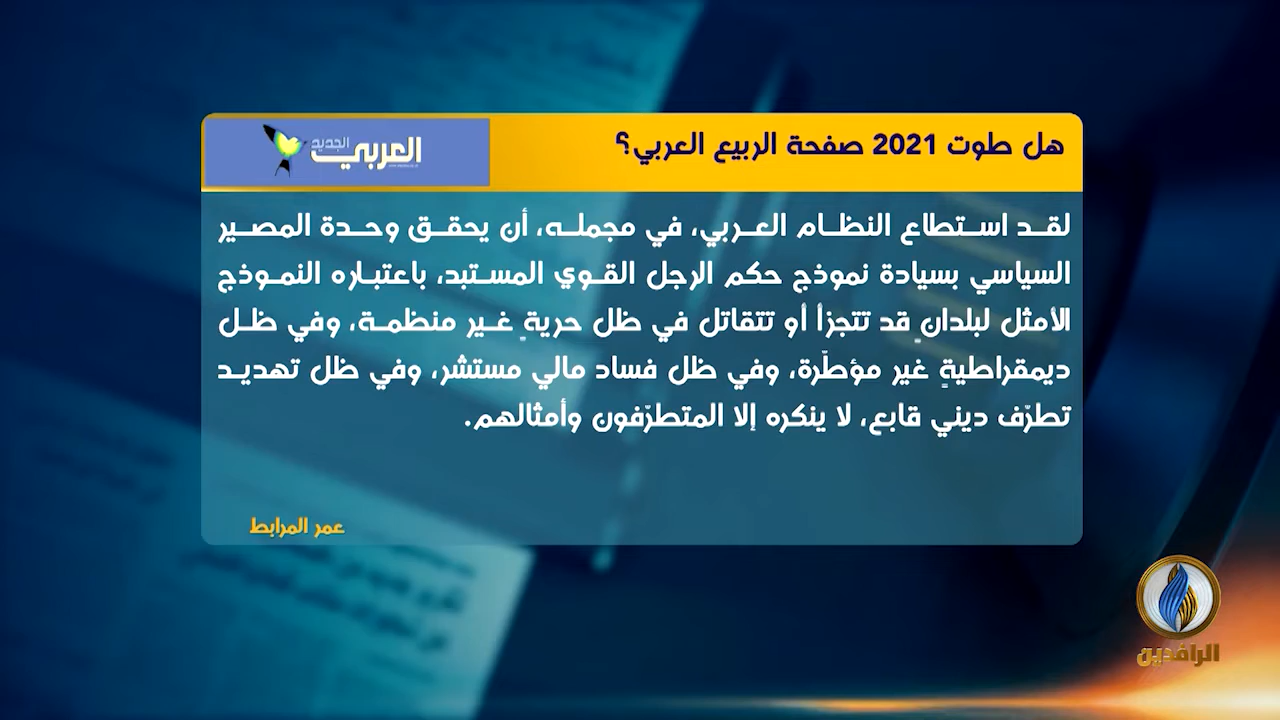 هل طوت 2021 صفحة الربيع العربي؟
العربي الجديد
لقد استطاع النظام العربي، في مجمله، أن يحقق وحدة المصير
السياسي بسيادة نموذج حكم الرجل القوي المستبد، باعتباره النموذج
الأمثل لبلدانٍ قد تتجزأ أو تتقاتل في ظل حريةٍ غير منظمة، وفي ظل
ديمقراطيةٍ غير مؤطّرة، وفي ظل فساد مالي مستشر، وفي ظل تهديد
تطرّف ديني قابع، لا ينكره إلا المتطرّفون وأمثالهم.
عمر المرابط
الرافدين